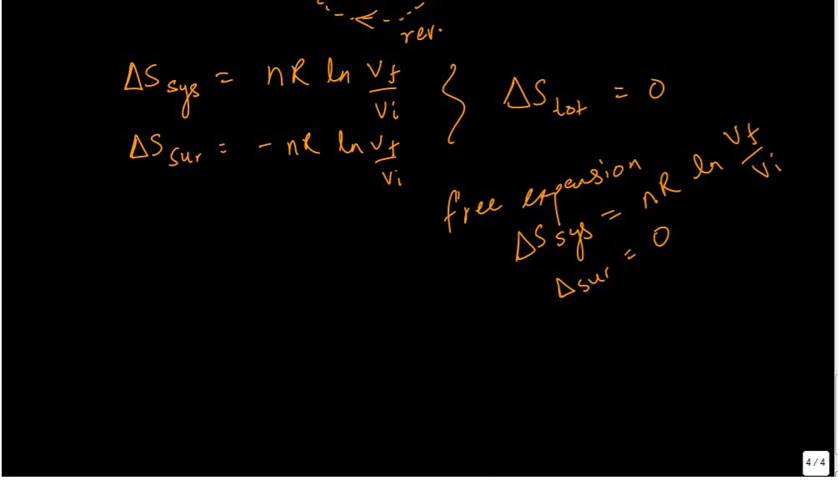 rev.
ΔS sys = nR ln Vf/Vi } ΔS tot = 0
ΔS sur = - nR ln Vf/Vi
free expansion
ΔS sys = nR ln Vf/Vi
Δsur = 0
4/4